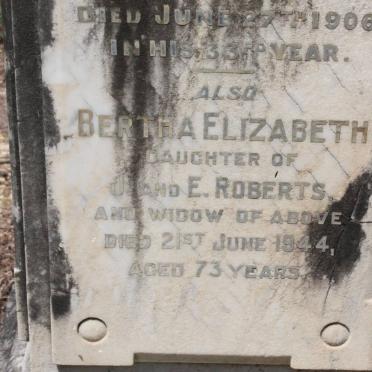 DIED JUNE 27TH 1906
IN HIS 33RD YEAR.
ALSO
BERTHA ELIZABETH
DAUGHTER OF
J. AND E. ROBERTS,
AND WIDOW OF ABOVE
DIED 21ST JUNE 1944,
AGED 73 YEARS.